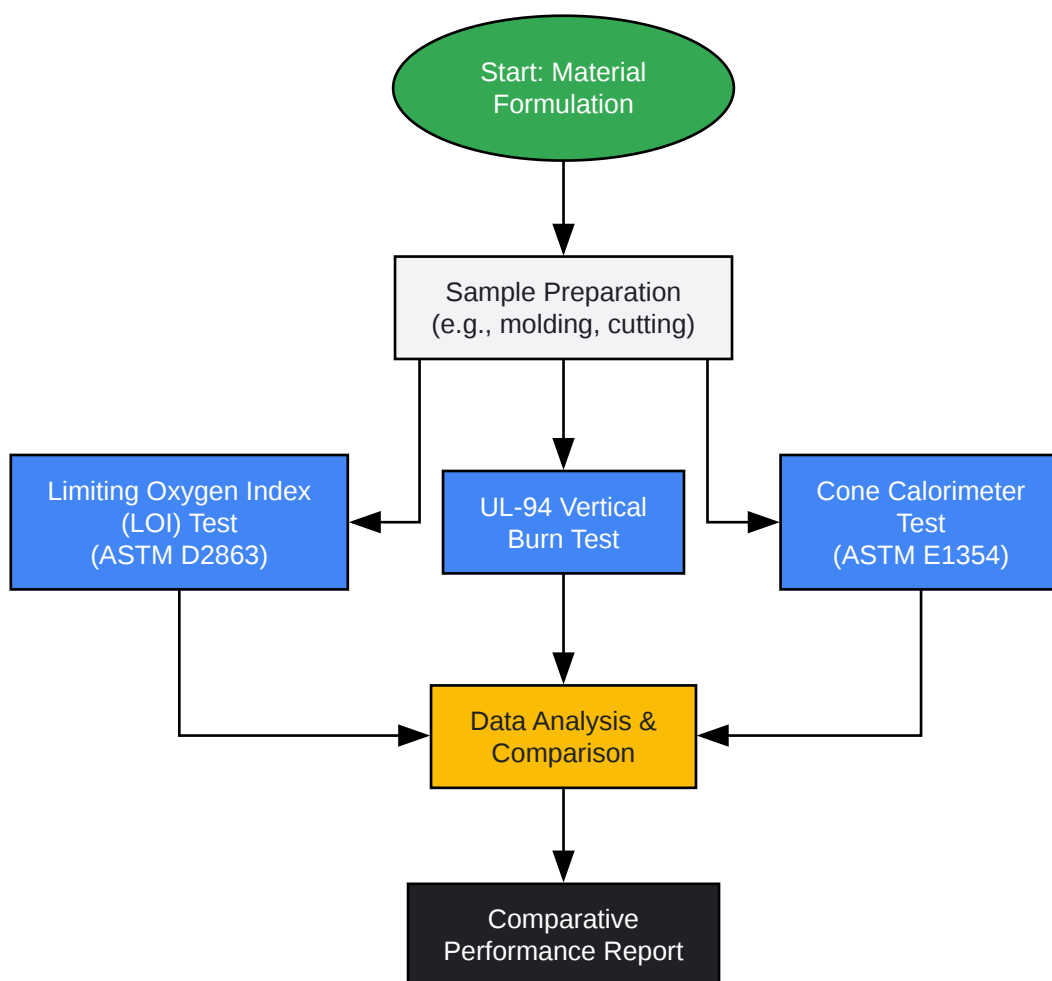 Start: Material
Formulation
Sample Preparation
(e.g., molding, cutting)
Limiting Oxygen Index
(LOI) Test
(ASTM D2863)
UL-94 Vertical
Burn Test
Cone Calorimeter
Test
(ASTM E1354)
Data Analysis &
Comparison
Comparative
Performance Report